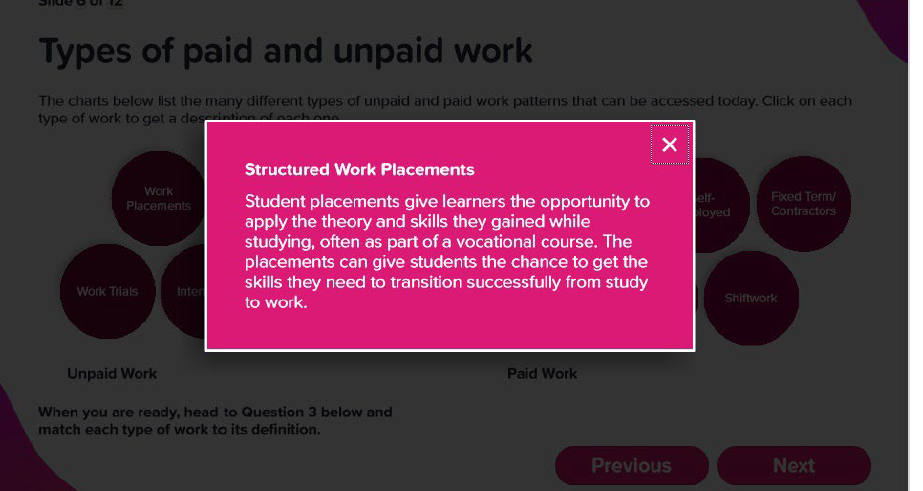 Slide 6 of 12
Types of paid and unpaid work
The charts below list the many different types of unpaid and paid work patterns that can be accessed today. Click on each
type of work to get a description of each one.
Structured Work Placements
Student placements give learners the opportunity to
apply the theory and skills they gained while
studying, often as part of a vocational course. The
placements can give students the chance to get the
skills they need to transition successfully from study
to work.
Work
Placements
Fixed Term/
Contractors
Work Trials
Shiftwork
Unpaid Work
Paid Work
When you are ready, head to Question 3 below and
match each type of work to its definition.
Previous
Next